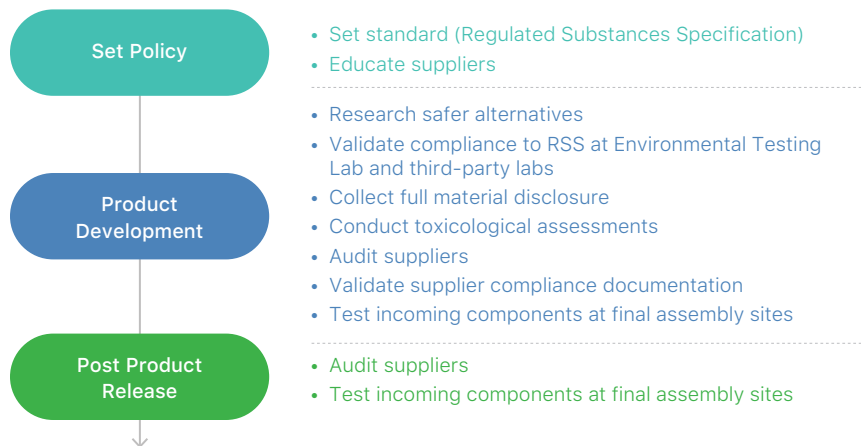 Set Policy
• Set standard (Regulated Substances Specification)
• Educate suppliers
Product
Development
• Research safer alternatives
• Validate compliance to RSS at Environmental Testing
Lab and third-party labs
• Collect full material disclosure
• Conduct toxicological assessments
• Audit suppliers
• Validate supplier compliance documentation
• Test incoming components at final assembly sites
Post Product
Release
• Audit suppliers
• Test incoming components at final assembly sites